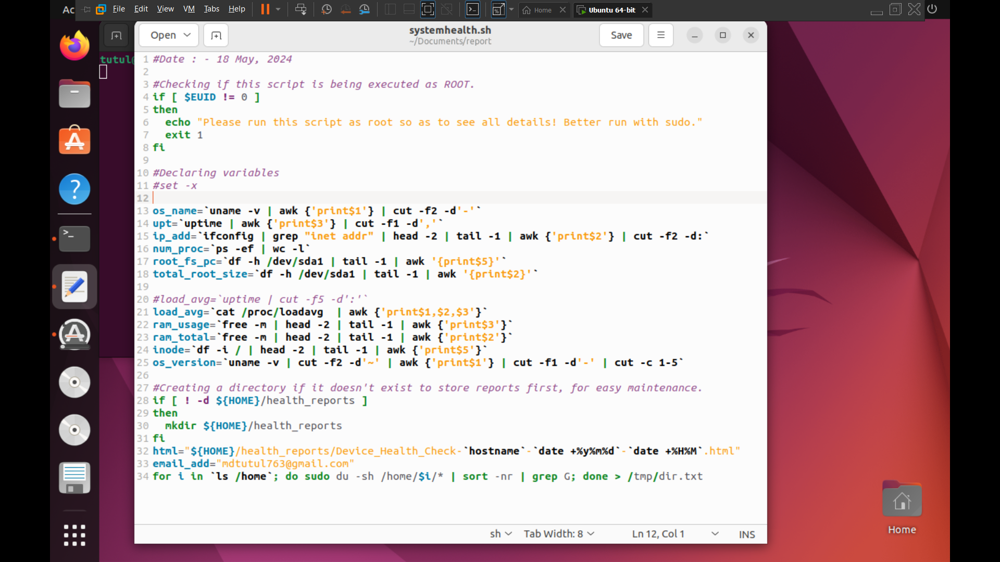 Ac
File Edit View VM Tabs Help
Home
Ubuntu 64-bit
Open
systemhealth.sh
~/Documents/report
Save
tutul@
1 #Date : - 18 May, 2024
2
3 #Checking if this script is being executed as ROOT.
4 if [ $EUID != 0 ]
5 then
6   echo "Please run this script as root so as to see all details! Better run with sudo."
7   exit 1
8 fi
9
10 #Declaring variables
11 #set -x
12
13 os_name=`uname -v | awk {'print$1'} | cut -f2 -d'-'`
14 upt=`uptime | awk {'print$3'} | cut -f1 -d','`
15 ip_add=`ifconfig | grep "inet addr" | head -2 | tail -1 | awk {'print$2'} | cut -f2 -d:`
16 num_proc=`ps -ef | wc -l`
17 root_fs_pc=`df -h /dev/sda1 | tail -1 | awk '{print$5}'`
18 total_root_size=`df -h /dev/sda1 | tail -1 | awk '{print$2}'`
19
20 #load_avg=`uptime | cut -f5 -d':'`
21 load_avg=`cat /proc/loadavg  | awk {'print$1,$2,$3'}`
22 ram_usage=`free -m | head -2 | tail -1 | awk {'print$3'}`
23 ram_total=`free -m | head -2 | tail -1 | awk {'print$2'}`
24 inode=`df -i / | head -2 | tail -1 | awk {'print$5'}`
25 os_version=`uname -v | cut -f2 -d'~' | awk {'print$1'} | cut -f1 -d'-' | cut -c 1-5`
26
27 #Creating a directory if it doesn't exist to store reports first, for easy maintenance.
28 if [ ! -d ${HOME}/health_reports ]
29 then
30   mkdir ${HOME}/health_reports
31 fi
32 html="${HOME}/health_reports/Device_Health_Check-`hostname`-`date +%y%m%d`-`date +%H%M`.html"
33 email_add="mdtutul763@gmail.com"
34 for i in `ls /home`; do sudo du -sh /home/$i/* | sort -nr | grep G; done > /tmp/dir.txt
sh Tab Width: 8 Ln 12, Col 1 INS
Home